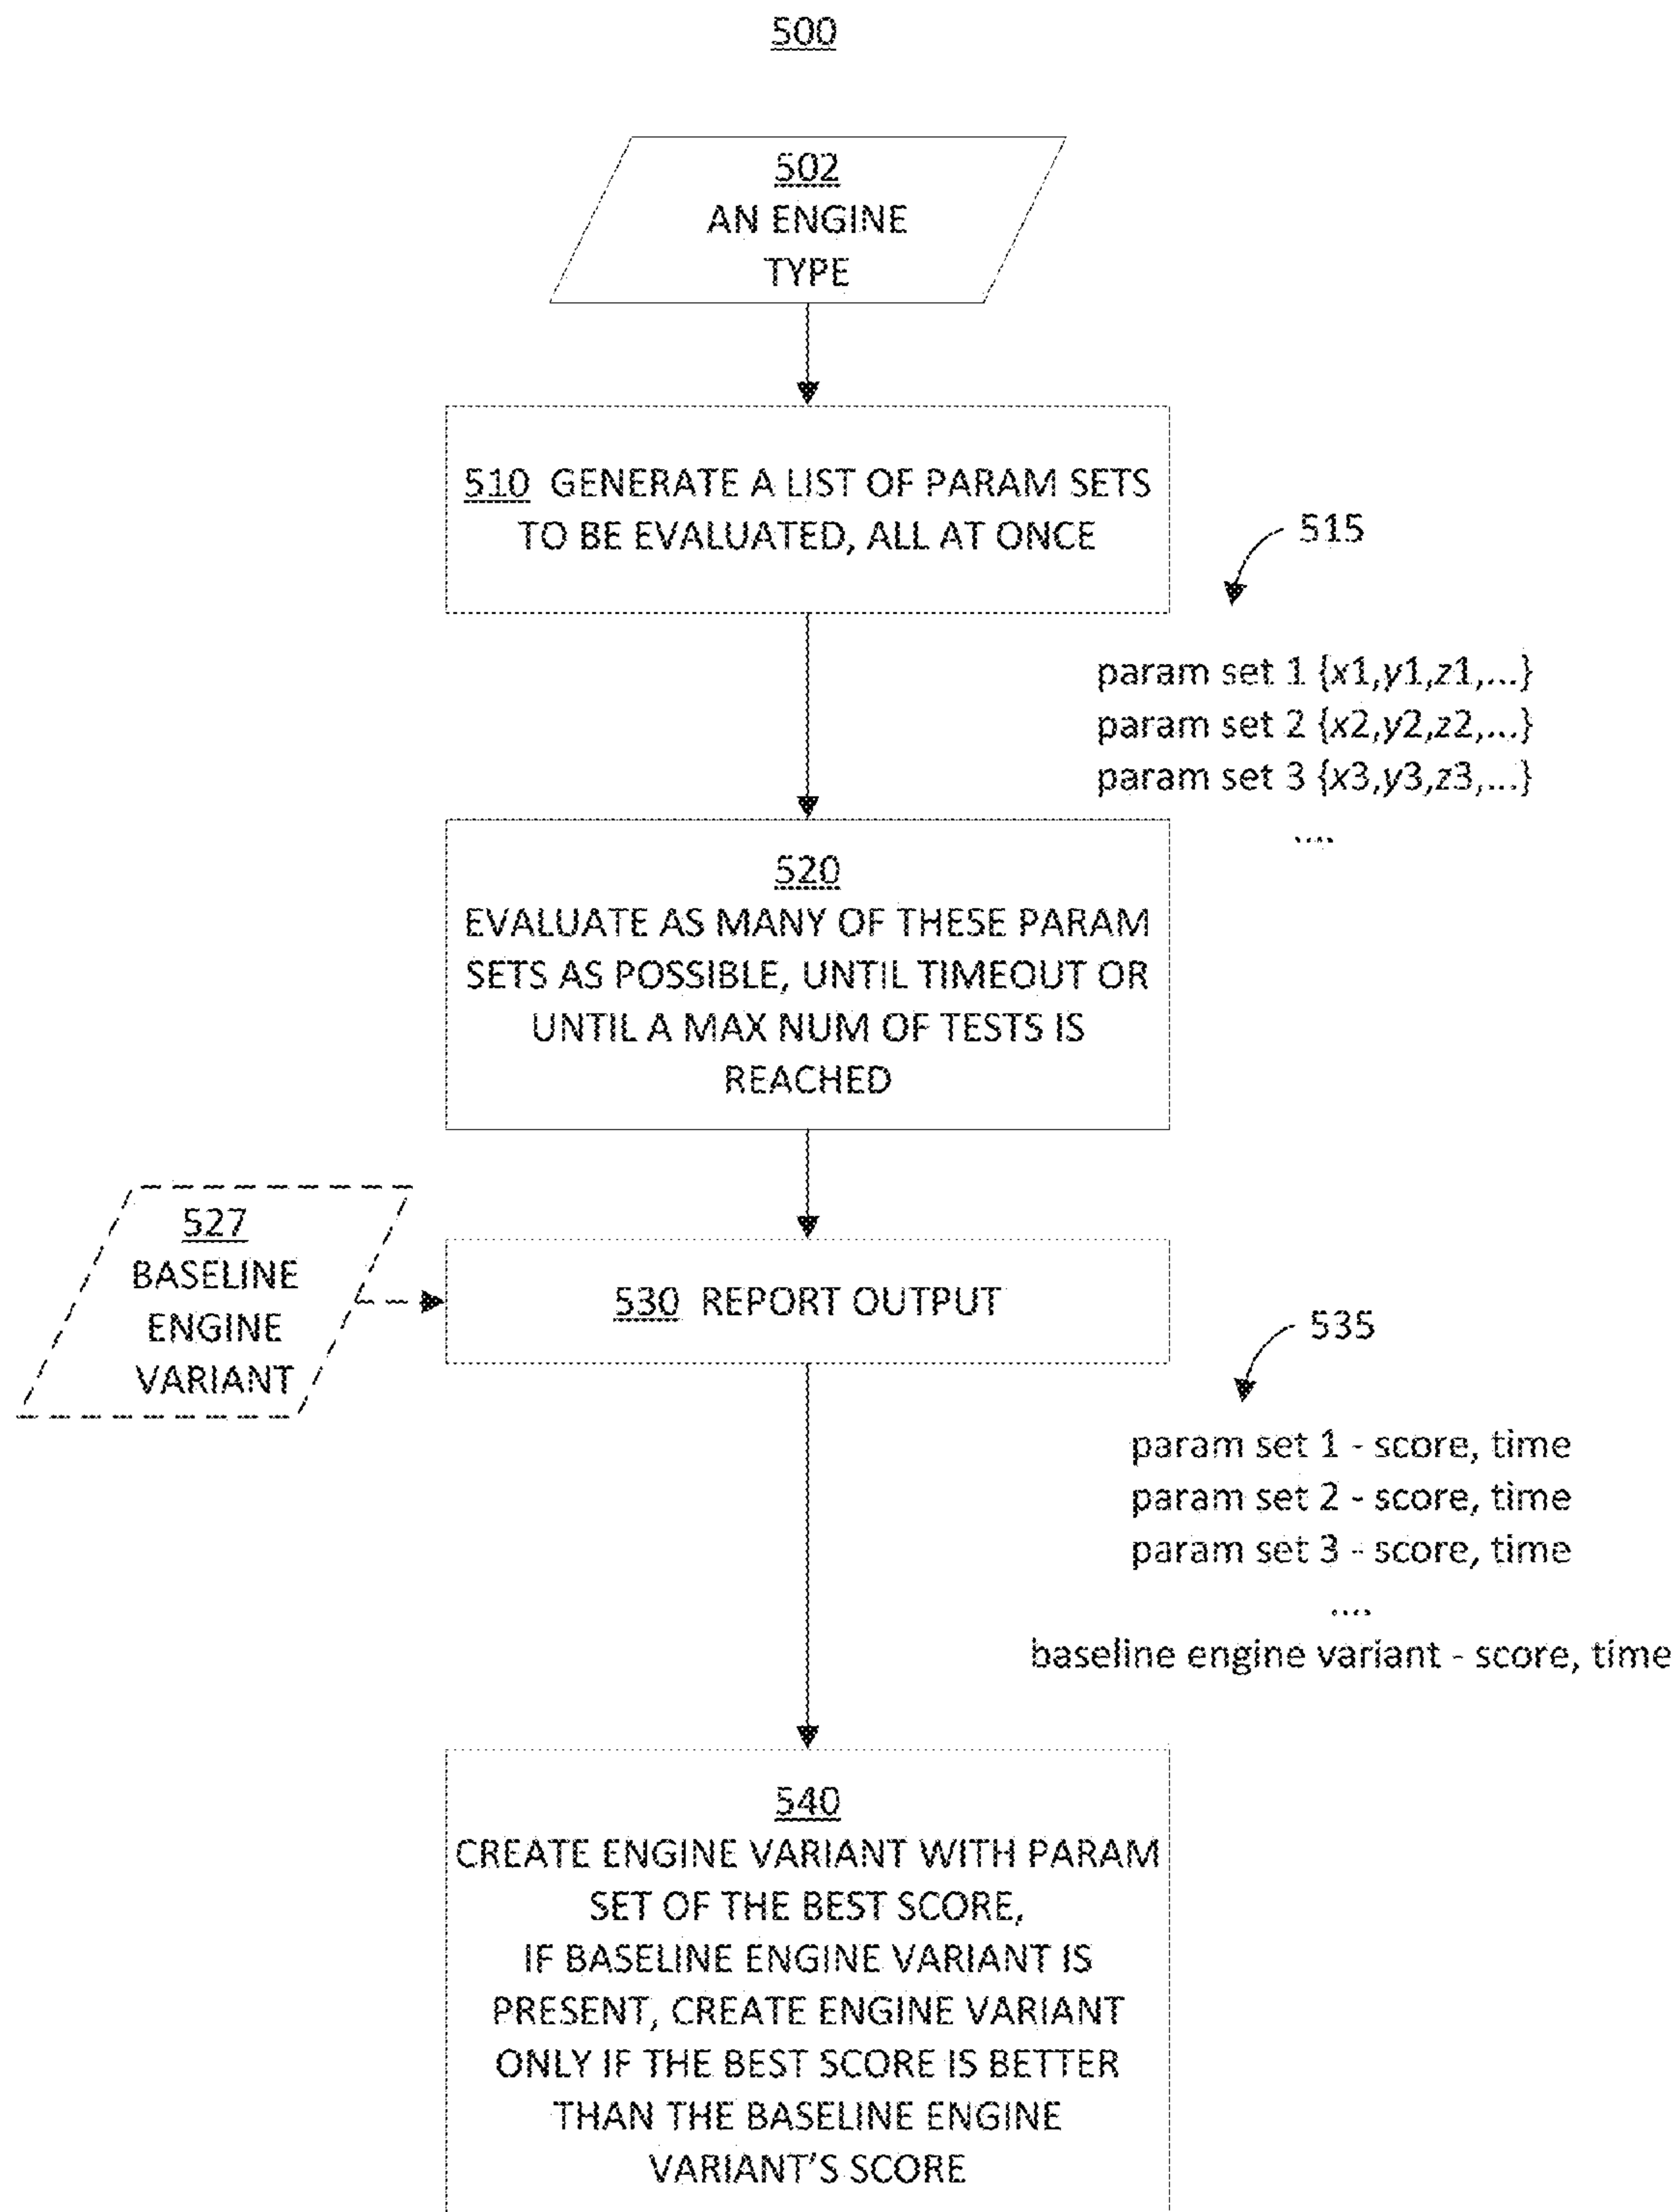 500
502
AN ENGINE
TYPE
510 GENERATE A LIST OF PARAM SETS
TO BE EVALUATED, ALL AT ONCE
515
param set 1 {x1,y1,z1,...}
param set 2 {x2,y2,z2,...}
param set 3 {x3,y3,z3,...}
....
520
EVALUATE AS MANY OF THESE PARAM
SETS AS POSSIBLE, UNTIL TIMEOUT OR
UNTIL A MAX NUM OF TESTS IS
REACHED
527
BASELINE
ENGINE
VARIANT
530 REPORT OUTPUT
535
param set 1 - score, time
param set 2 - score, time
param set 3 - score, time
....
baseline engine variant - score, time
540
CREATE ENGINE VARIANT WITH PARAM
SET OF THE BEST SCORE,
IF BASELINE ENGINE VARIANT IS
PRESENT, CREATE ENGINE VARIANT
ONLY IF THE BEST SCORE IS BETTER
THAN THE BASELINE ENGINE
VARIANT'S SCORE